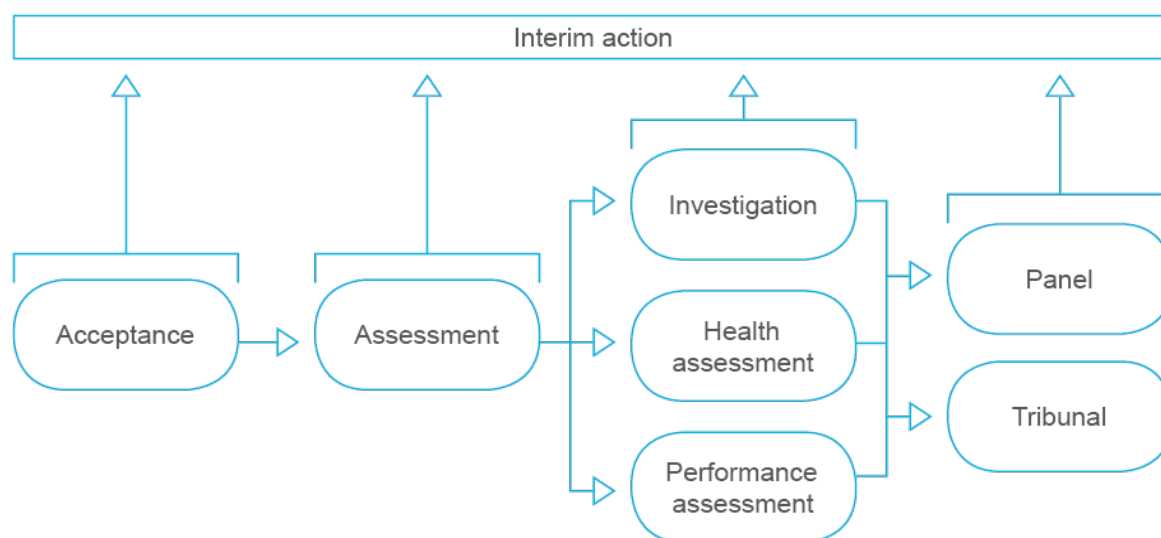 Interim action
Acceptance
Assessment
Investigation
Health
assessment
Performance
assessment
Panel
Tribunal